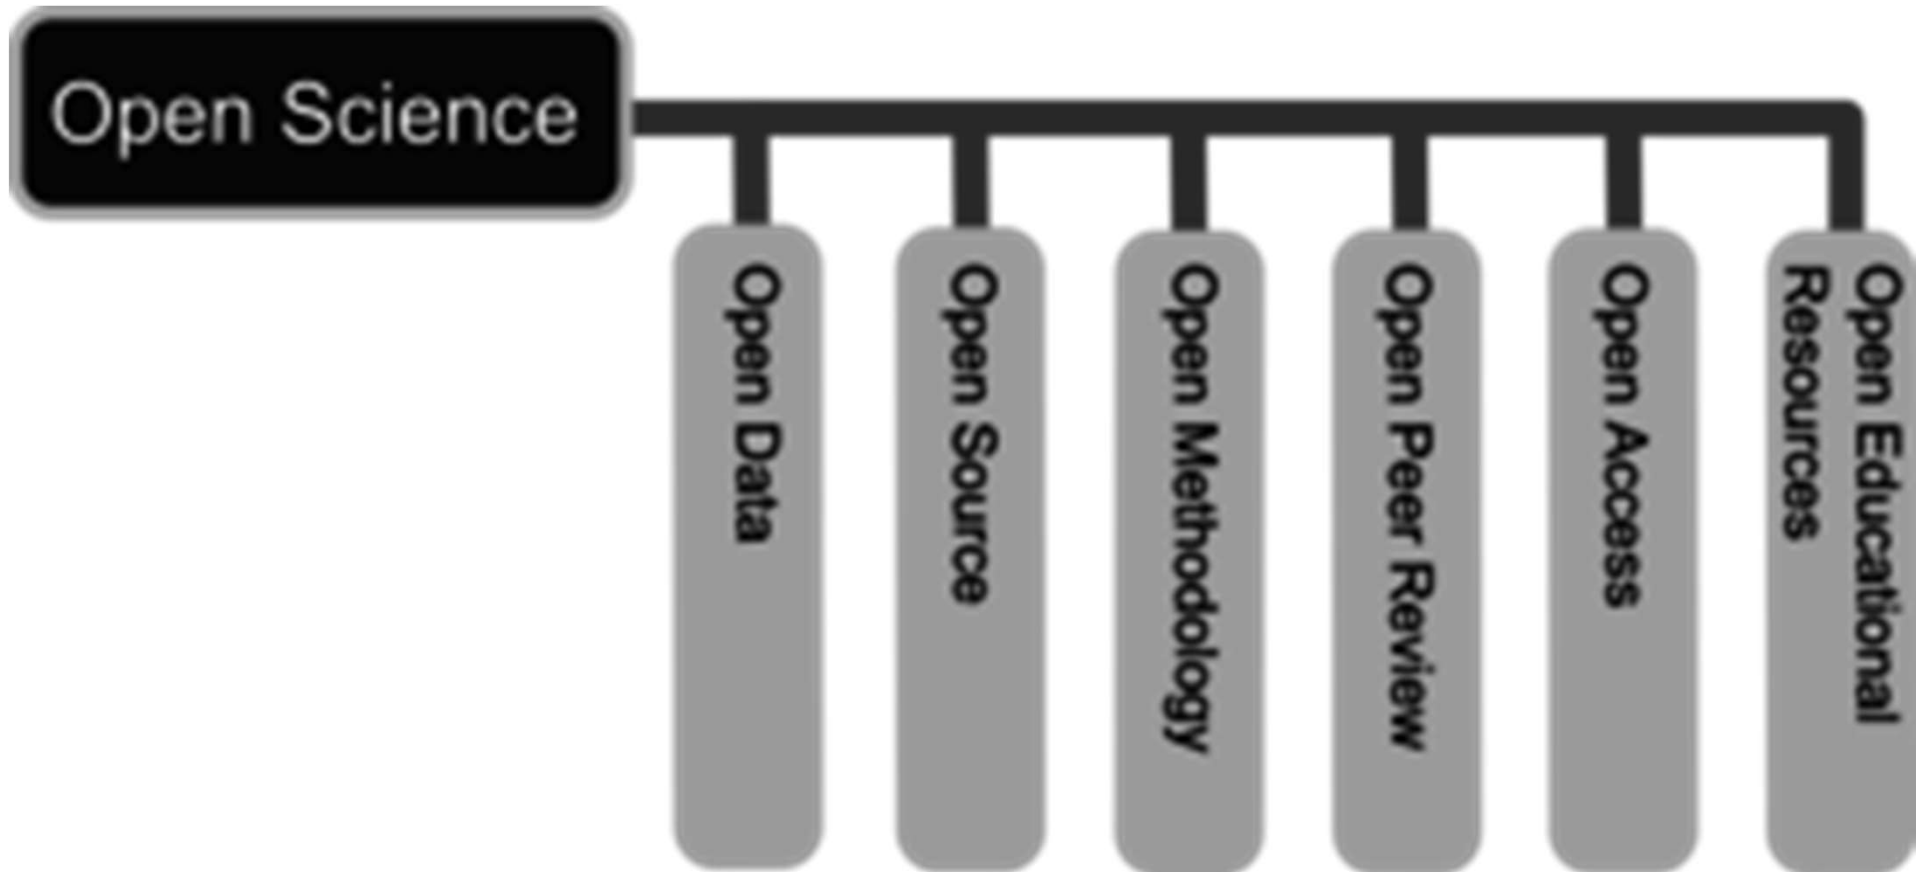 Open Science
Open Data
Open Source
Open Methodology
Open Peer Review
Open Access
Open Educational
Resources